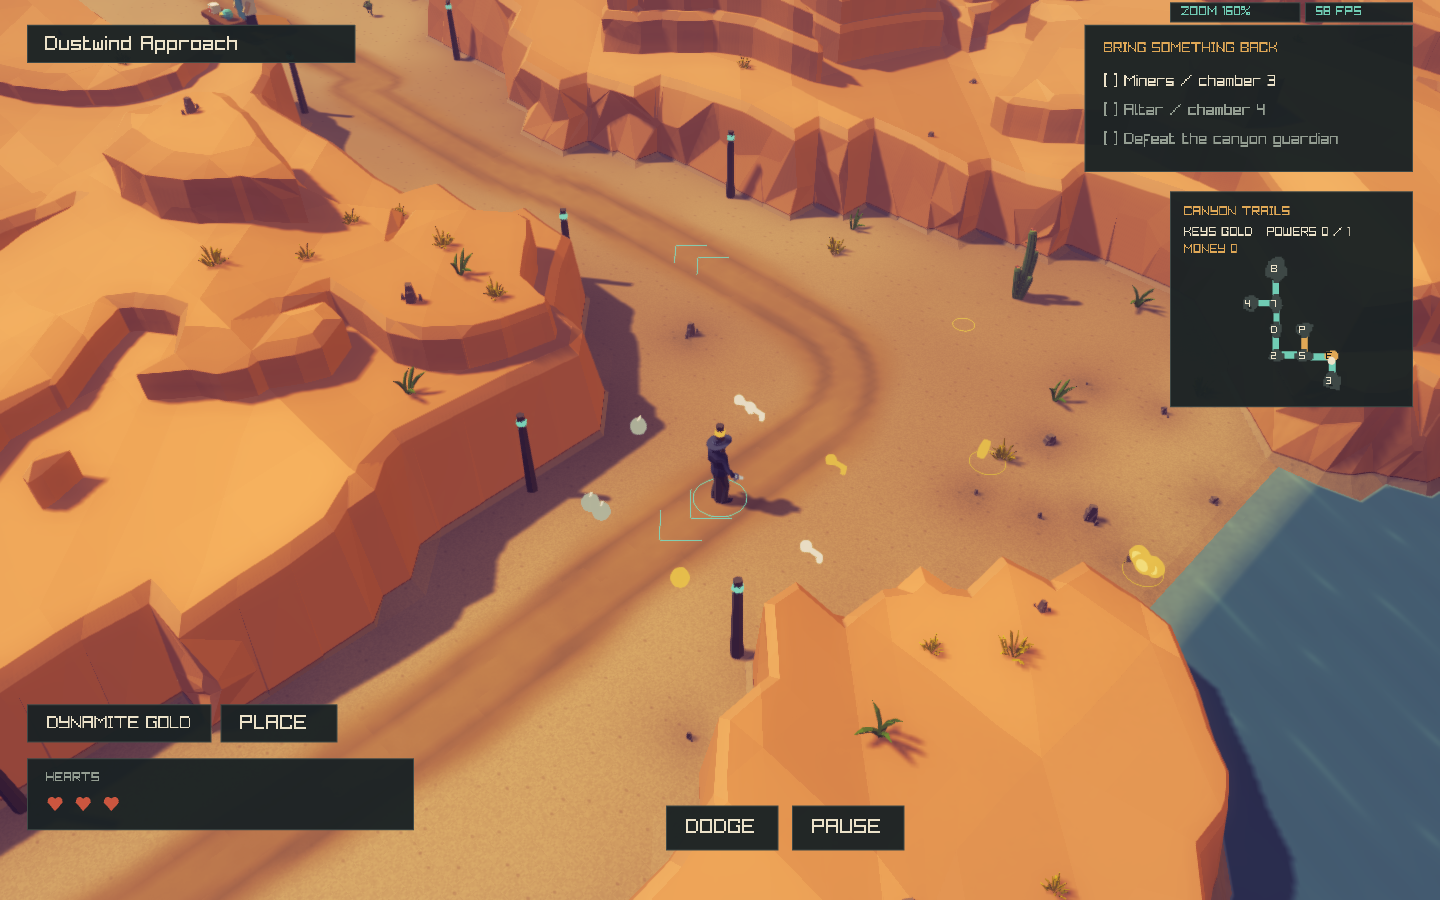 ZOOM 160%
58 FPS
Dustwind Approach
BRING SOMETHING BACK
[ ] Miners / chamber 3
[ ] Altar / chamber 4
[ ] Defeat the canyon guardian
CANYON TRAILS
KEYS GOLD POWERS 0 / 1
MONEY 0
B
4
7
D
P
2
S
3
DYNAMITE GOLD
PLACE
HEARTS
DODGE
PAUSE